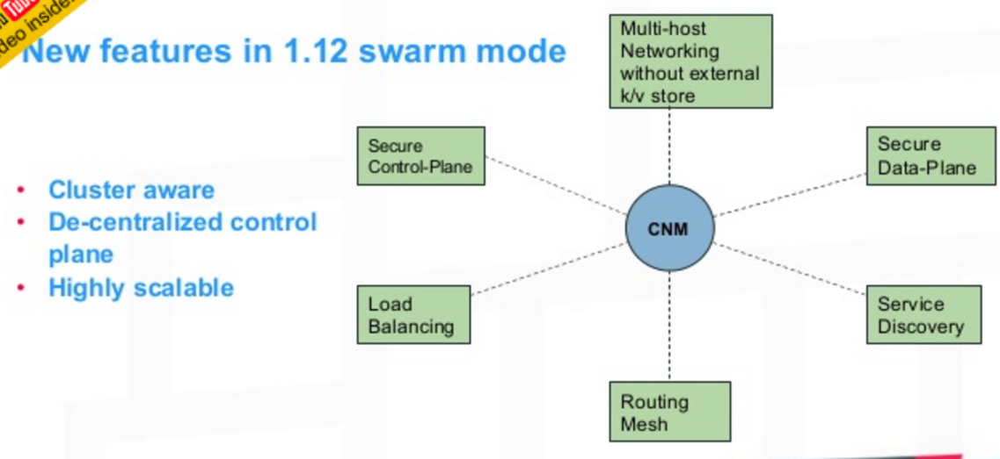 Tube
video inside!
New features in 1.12 swarm mode
Multi-host
Networking
without external
k/v store
Secure
Control-Plane
Secure
Data-Plane
• Cluster aware
• De-centralized control
plane
• Highly scalable
CNM
Load
Balancing
Service
Discovery
Routing
Mesh